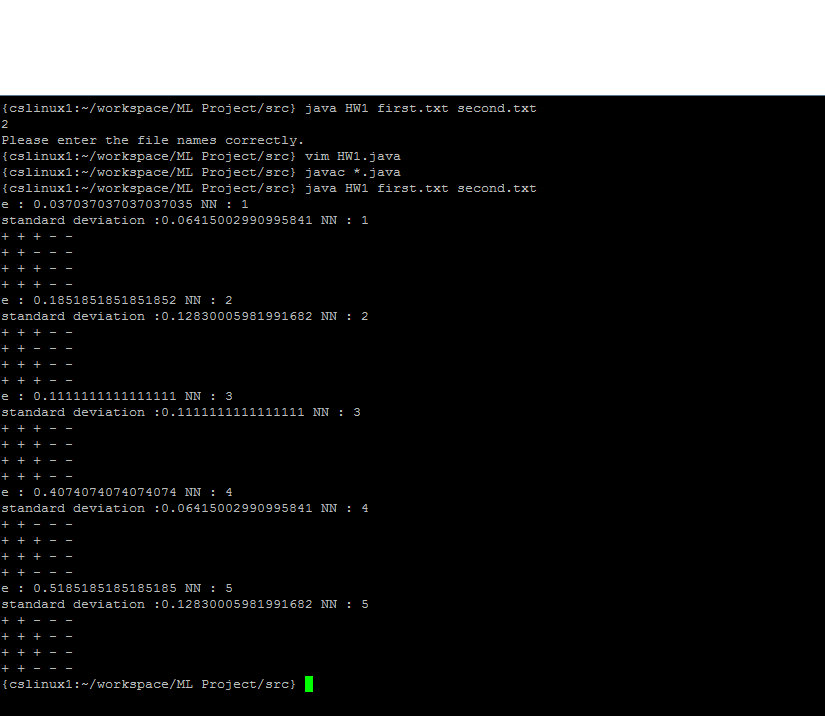 {cslinux1:~/workspace/ML Project/src} java HW1 first.txt second.txt
2
Please enter the file names correctly.
{cslinux1:~/workspace/ML Project/src} vim HW1.java
{cslinux1:~/workspace/ML Project/src} javac *.java
{cslinux1:~/workspace/ML Project/src} java HW1 first.txt second.txt
e : 0.037037037037037035 NN : 1
standard deviation :0.06415002990995841 NN : 1
+ + + - -
+ + - - -
+ + + - -
+ + + - -
e : 0.1851851851851852 NN : 2
standard deviation :0.12830005981991682 NN : 2
+ + + - -
+ + - - -
+ + + - -
+ + + - -
e : 0.1111111111111111 NN : 3
standard deviation :0.1111111111111111 NN : 3
+ + + - -
+ + + - -
+ + + - -
+ + + - -
e : 0.4074074074074074 NN : 4
standard deviation :0.06415002990995841 NN : 4
+ + - - -
+ + + - -
+ + + - -
+ + - - -
e : 0.5185185185185185 NN : 5
standard deviation :0.12830005981991682 NN : 5
+ + - - -
+ + + - -
+ + + - -
+ + - - -
{cslinux1:~/workspace/ML Project/src}